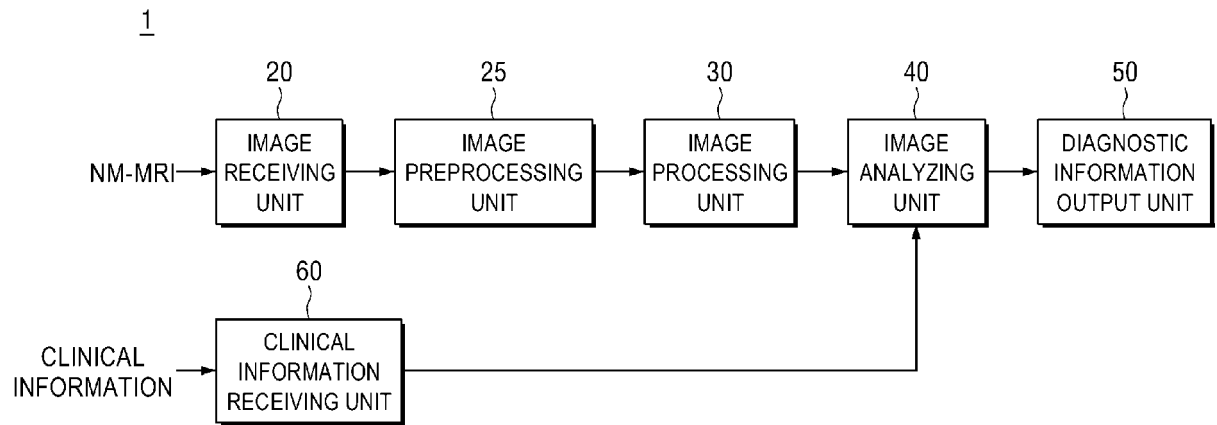 1
20
25
30
40
50
NM-MRI
IMAGE
RECEIVING
UNIT
IMAGE
PREPROCESSING
UNIT
IMAGE
PROCESSING
UNIT
IMAGE
ANALYZING
UNIT
DIAGNOSTIC
INFORMATION
OUTPUT UNIT
60
CLINICAL
INFORMATION
CLINICAL
INFORMATION
RECEIVING UNIT